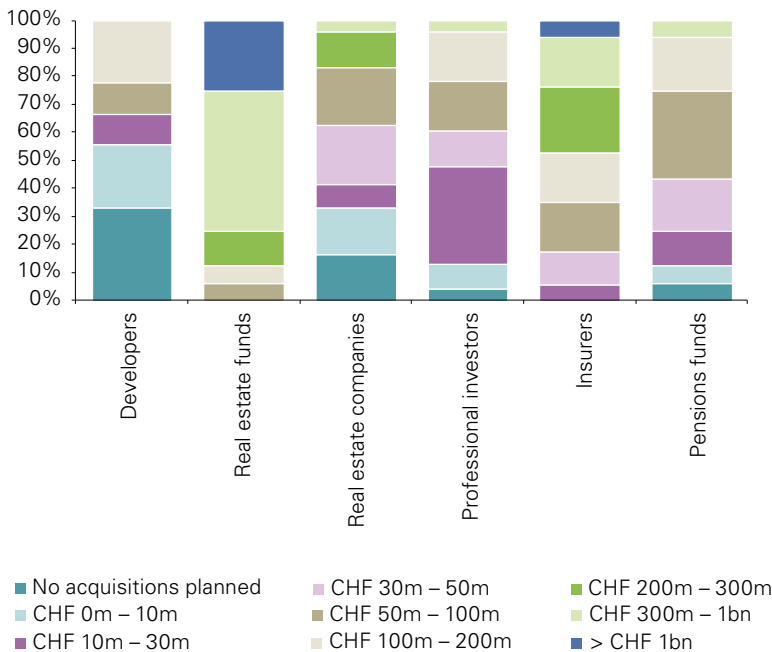 100%
90%
80%
70%
60%
50%
40%
30%
20%
10%
0%
Developers
Real estate funds
Real estate companies
Professional investors
Insurers
Pensions funds
No acquisitions planned
CHF 0m – 10m
CHF 10m – 30m
CHF 30m – 50m
CHF 50m – 100m
CHF 100m – 200m
CHF 200m – 300m
CHF 300m – 1bn
> CHF 1bn